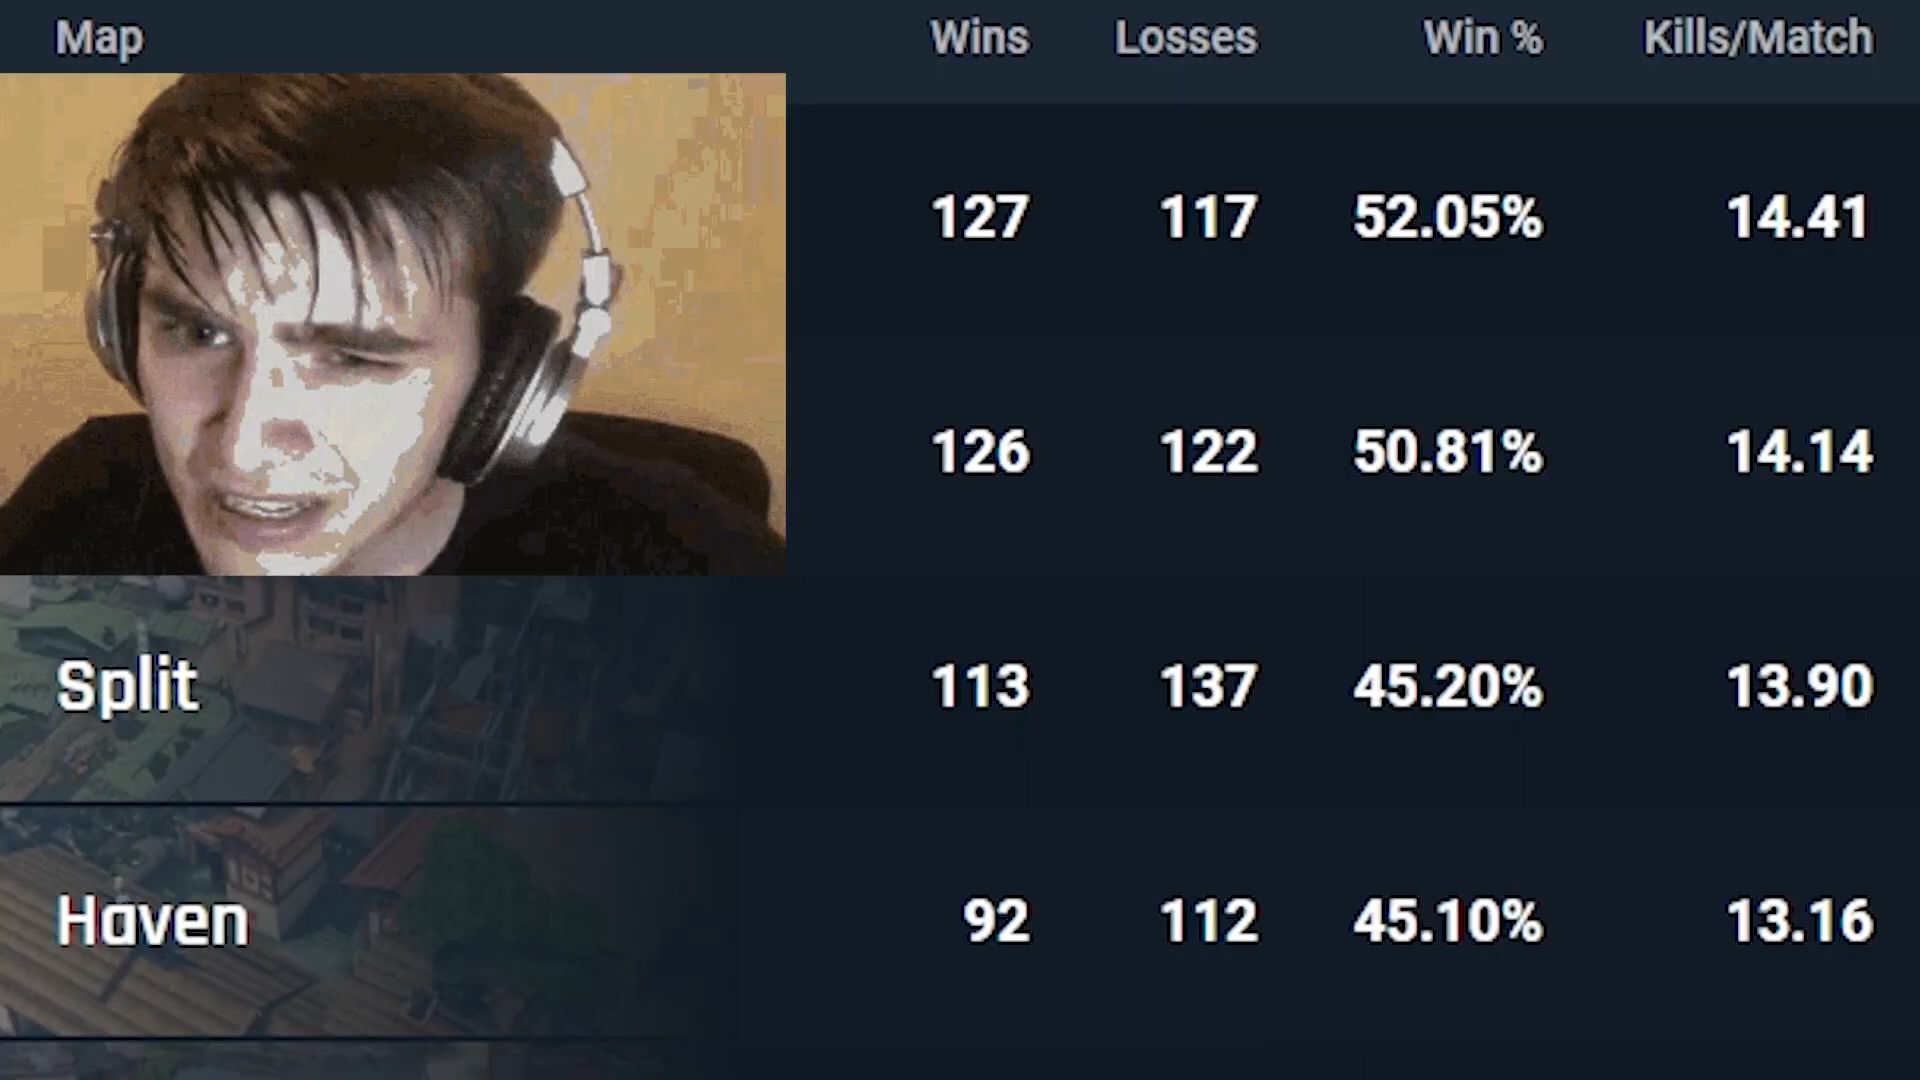 Map Wins Losses Win % Kills/Match
127 117 52.05% 14.41
126 122 50.81% 14.14
Split 113 137 45.20% 13.90
Haven 92 112 45.10% 13.16